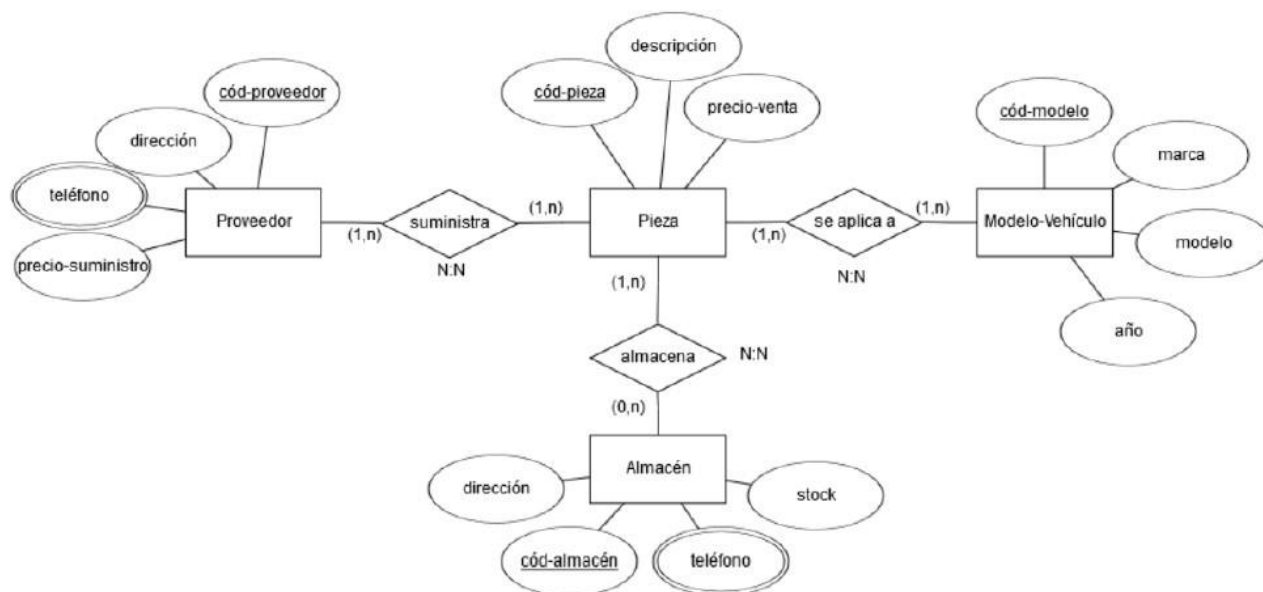 descripción
cód-proveedor
cód-pieza
precio-venta
cód-modelo
dirección
marca
teléfono
Proveedor
suministra
Pieza
se aplica a
Modelo-Vehículo
(1,n)
(1,n)
(1,n)
(1,n)
modelo
precio-suministro
N:N
N:N
(1,n)
año
almacena
N:N
(0,n)
Almacén
dirección
stock
cód-almacén
teléfono